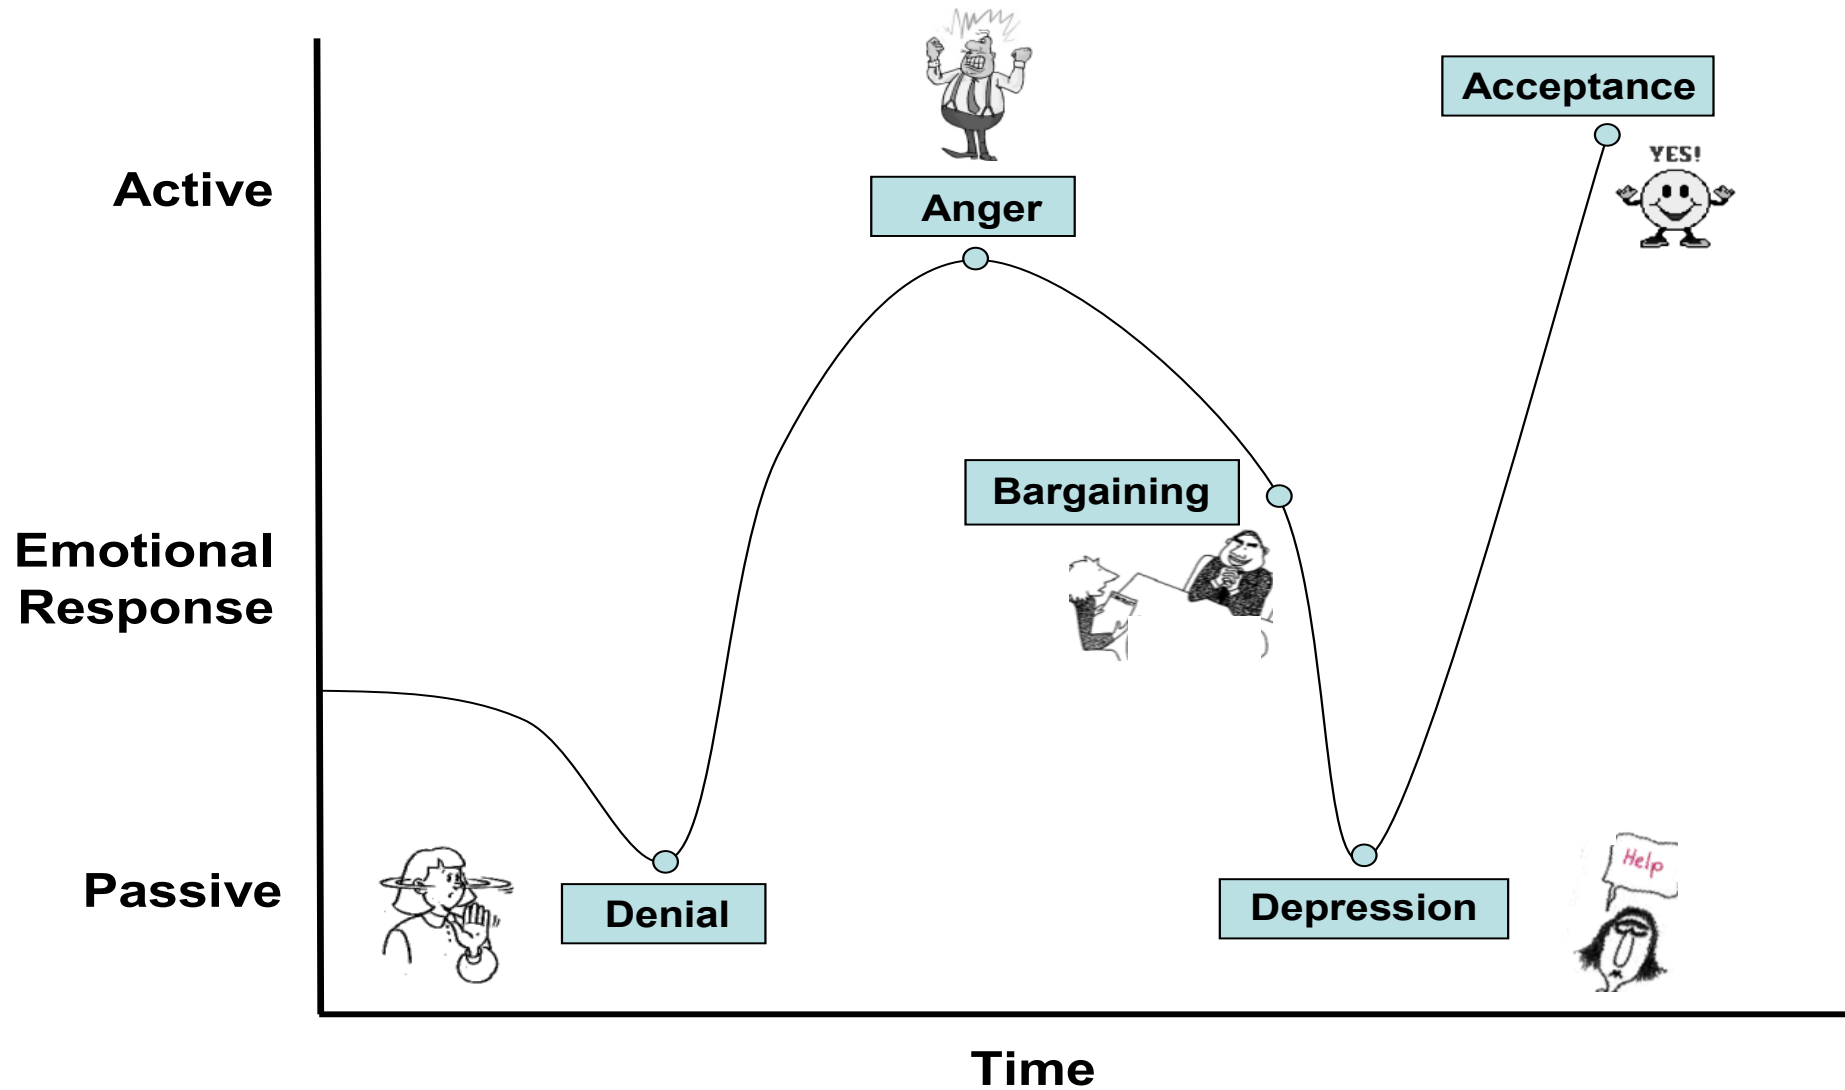 Acceptance
YES!
Active
Anger
Bargaining
Emotional
Response
Help
Passive
Denial
Depression
Time